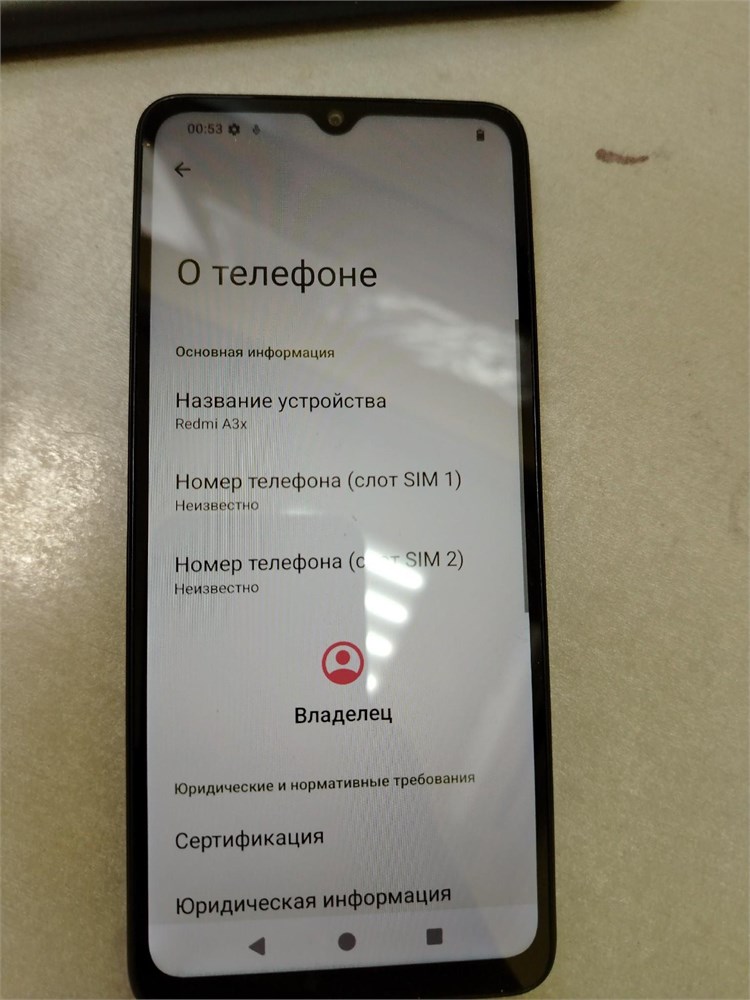 00:53
О телефоне
Основная информация
Название устройства
Redmi A3x
Номер телефона (слот SIM 1)
Неизвестно
Номер телефона (слот SIM 2)
Неизвестно
Владелец
Юридические и нормативные требования
Сертификация
Юридическая информация